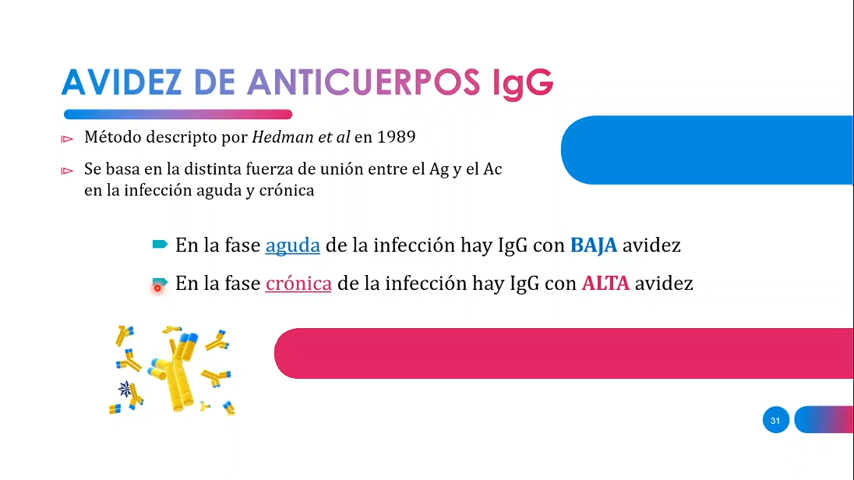 AVIDEZ DE ANTICUERPOS IgG
Método descripto por Hedman et al en 1989
Se basa en la distinta fuerza de unión entre el Ag y el Ac
en la infección aguda y crónica
En la fase aguda de la infección hay IgG con BAJA avidez
En la fase crónica de la infección hay IgG con ALTA avidez
31